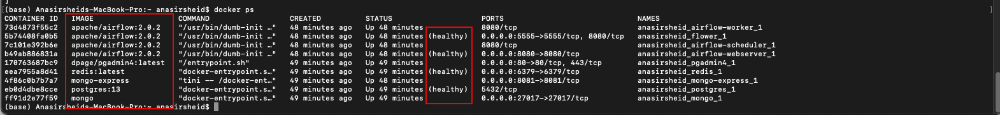 ]
[(base) Anasirsheids-MacBook-Pro:~ anasirsheid$ docker ps ]
CONTAINER ID IMAGE COMMAND CREATED STATUS PORTS NAMES
73d4873f55c2 apache/airflow:2.0.2 "/usr/bin/dumb-init …" 48 minutes ago Up 48 minutes 8080/tcp anasirsheid_airflow-worker_1
5b74408fa0b5 apache/airflow:2.0.2 "/usr/bin/dumb-init …" 48 minutes ago Up 48 minutes (healthy) 0.0.0.0:5555->5555/tcp, 8080/tcp anasirsheid_flower_1
7c101e392b6e apache/airflow:2.0.2 "/usr/bin/dumb-init …" 48 minutes ago Up 48 minutes 8080/tcp anasirsheid_airflow-scheduler_1
b49ab886831a apache/airflow:2.0.2 "/usr/bin/dumb-init …" 48 minutes ago Up 48 minutes (healthy) 0.0.0.0:8080->8080/tcp anasirsheid_airflow-webserver_1
170763687bc9 dpage/pgadmin4:latest "/entrypoint.sh" 49 minutes ago Up 49 minutes 0.0.0.0:80->80/tcp, 443/tcp anasirsheid_pgadmin4_1
eea7955a8d41 redis:latest "docker-entrypoint.s…" 49 minutes ago Up 49 minutes (healthy) 0.0.0.0:6379->6379/tcp anasirsheid_redis_1
4f86c0b7b7a7 mongo-express "tini -- /docker-ent…" 49 minutes ago Up 49 minutes 0.0.0.0:8081->8081/tcp anasirsheid_mongo-express_1
eb0d4dbe8cce postgres:13 "docker-entrypoint.s…" 49 minutes ago Up 49 minutes (healthy) 5432/tcp anasirsheid_postgres_1
ff91d2e77f59 mongo "docker-entrypoint.s…" 49 minutes ago Up 49 minutes 0.0.0.0:27017->27017/tcp anasirsheid_mongo_1
(base) Anasirsheids-MacBook-Pro:~ anasirsheid$